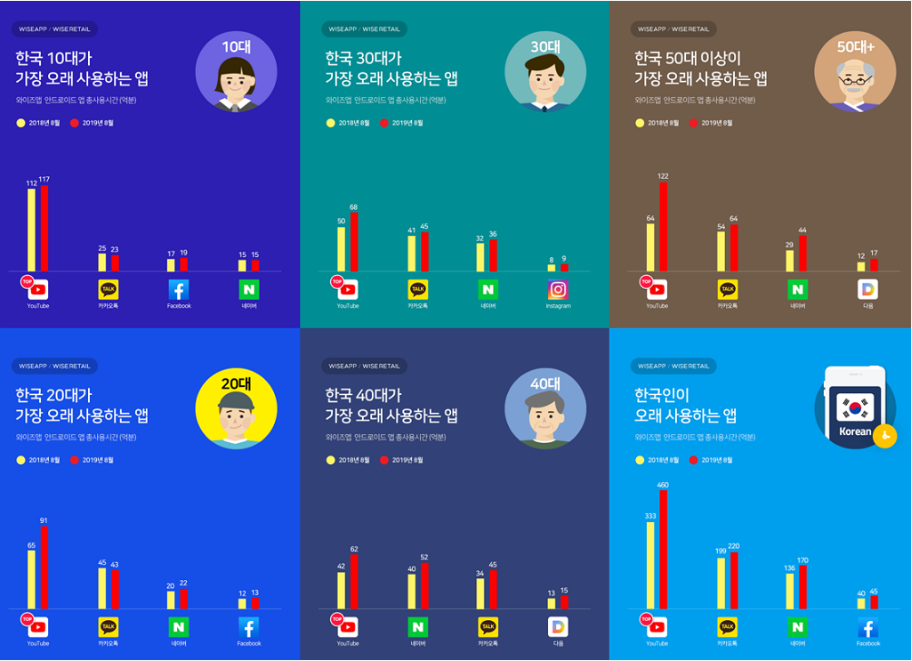 WISEAPP / WISERETAIL
10대
한국 10대가
가장 오래 사용하는 앱
와이즈앱 안드로이드 앱 총사용시간 (억분)
2018년 8월 2019년 8월
112 117
25 23
17 19
15 15
TOP
YouTube 카카오톡 Facebook 네이버
WISEAPP / WISERETAIL
30대
한국 30대가
가장 오래 사용하는 앱
와이즈앱 안드로이드 앱 총사용시간 (억분)
2018년 8월 2019년 8월
50 68
41 45
32 36
8 9
TOP
TALK
N
YouTube 카카오톡 네이버 Instagram
WISEAPP / WISERETAIL
50대+
한국 50대 이상이
가장 오래 사용하는 앱
와이즈앱 안드로이드 앱 총사용시간 (억분)
2018년 8월 2019년 8월
64 122
54 64
29 44
12 17
TOP
TALK
N
YouTube 카카오톡 네이버 다음
WISEAPP / WISERETAIL
20대
한국 20대가
가장 오래 사용하는 앱
와이즈앱 안드로이드 앱 총사용시간 (억분)
2018년 8월 2019년 8월
65 91
45 43
20 22
12 13
TOP
TALK
N
YouTube 카카오톡 네이버 Facebook
WISEAPP / WISERETAIL
40대
한국 40대가
가장 오래 사용하는 앱
와이즈앱 안드로이드 앱 총사용시간 (억분)
2018년 8월 2019년 8월
42 62
40 52
34 45
13 15
TOP
N
TALK
YouTube 네이버 카카오톡 다음
WISEAPP / WISERETAIL
한국인이
오래 사용하는 앱
Korean
와이즈앱 안드로이드 앱 총사용시간 (억분)
2018년 8월 2019년 8월
333 460
199 220
136 170
40 45
TOP
TALK
N
YouTube 카카오톡 네이버 Facebook